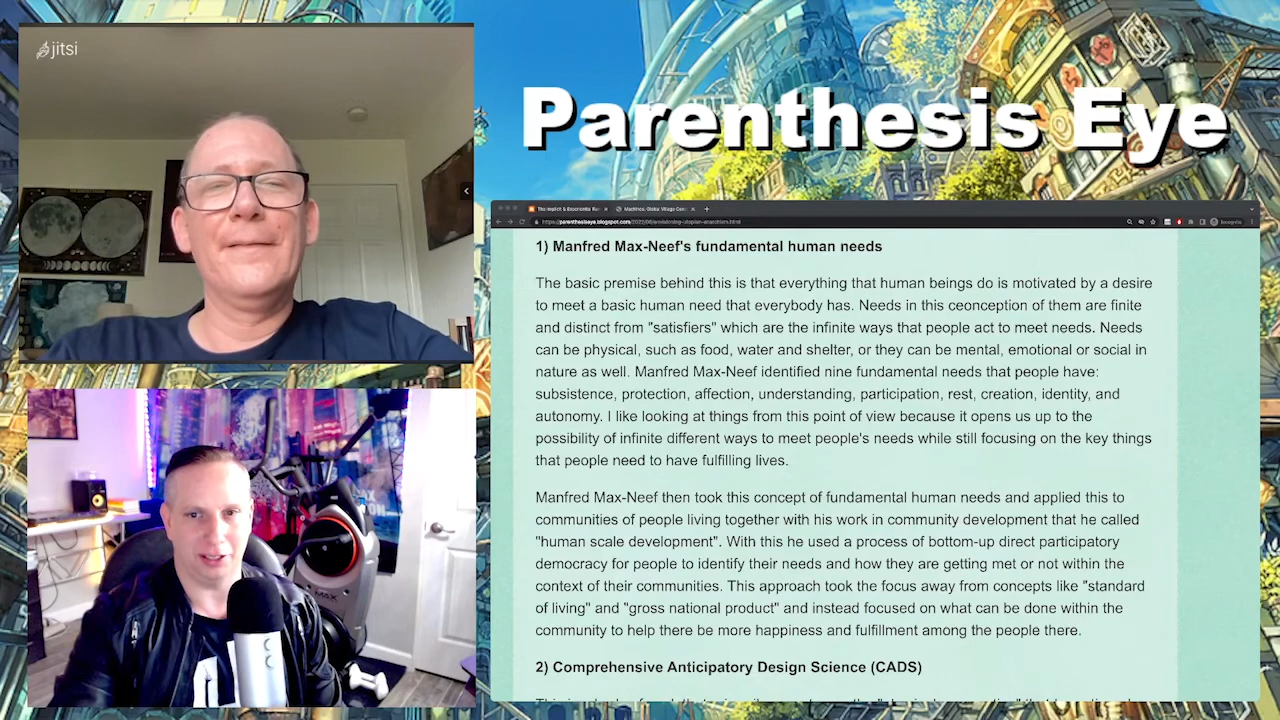 jitsi
Parenthesis Eye
https://parenthesiseye.blogspot.com/2022/06/envisioning-utopian-anarchism.html
1) Manfred Max-Neef's fundamental human needs
The basic premise behind this is that everything that human beings do is motivated by a desire
to meet a basic human need that everybody has. Needs in this ceonception of them are finite
and distinct from "satisfiers" which are the infinite ways that people act to meet needs. Needs
can be physical, such as food, water and shelter, or they can be mental, emotional or social in
nature as well. Manfred Max-Neef identified nine fundamental needs that people have:
subsistence, protection, affection, understanding, participation, rest, creation, identity, and
autonomy. I like looking at things from this point of view because it opens us up to the
possibility of infinite different ways to meet people's needs while still focusing on the key things
that people need to have fulfilling lives.
Manfred Max-Neef then took this concept of fundamental human needs and applied this to
communities of people living together with his work in community development that he called
"human scale development". With this he used a process of bottom-up direct participatory
democracy for people to identify their needs and how they are getting met or not within the
context of their communities. This approach took the focus away from concepts like "standard
of living" and "gross national product" and instead focused on what can be done within the
community to help there be more happiness and fulfillment among the people there.
2) Comprehensive Anticipatory Design Science (CADS)
MAX